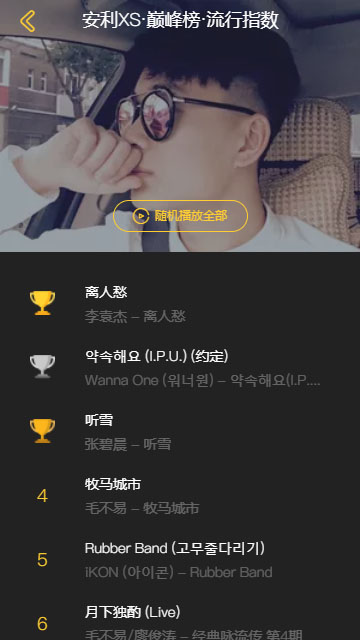 安利XS·巅峰榜·流行指数
随机播放全部
离人愁
李袁杰 – 离人愁
약속해요 (I.P.U.) (约定)
Wanna One (워너원) – 약속해요(I.P....
听雪
张碧晨 – 听雪
4
牧马城市
毛不易 – 牧马城市
5
Rubber Band (고무줄다리기)
iKON (아이콘) – Rubber Band
6
月下独酌 (Live)
毛不易/廖俊涛 – 经典咏流传 第4期